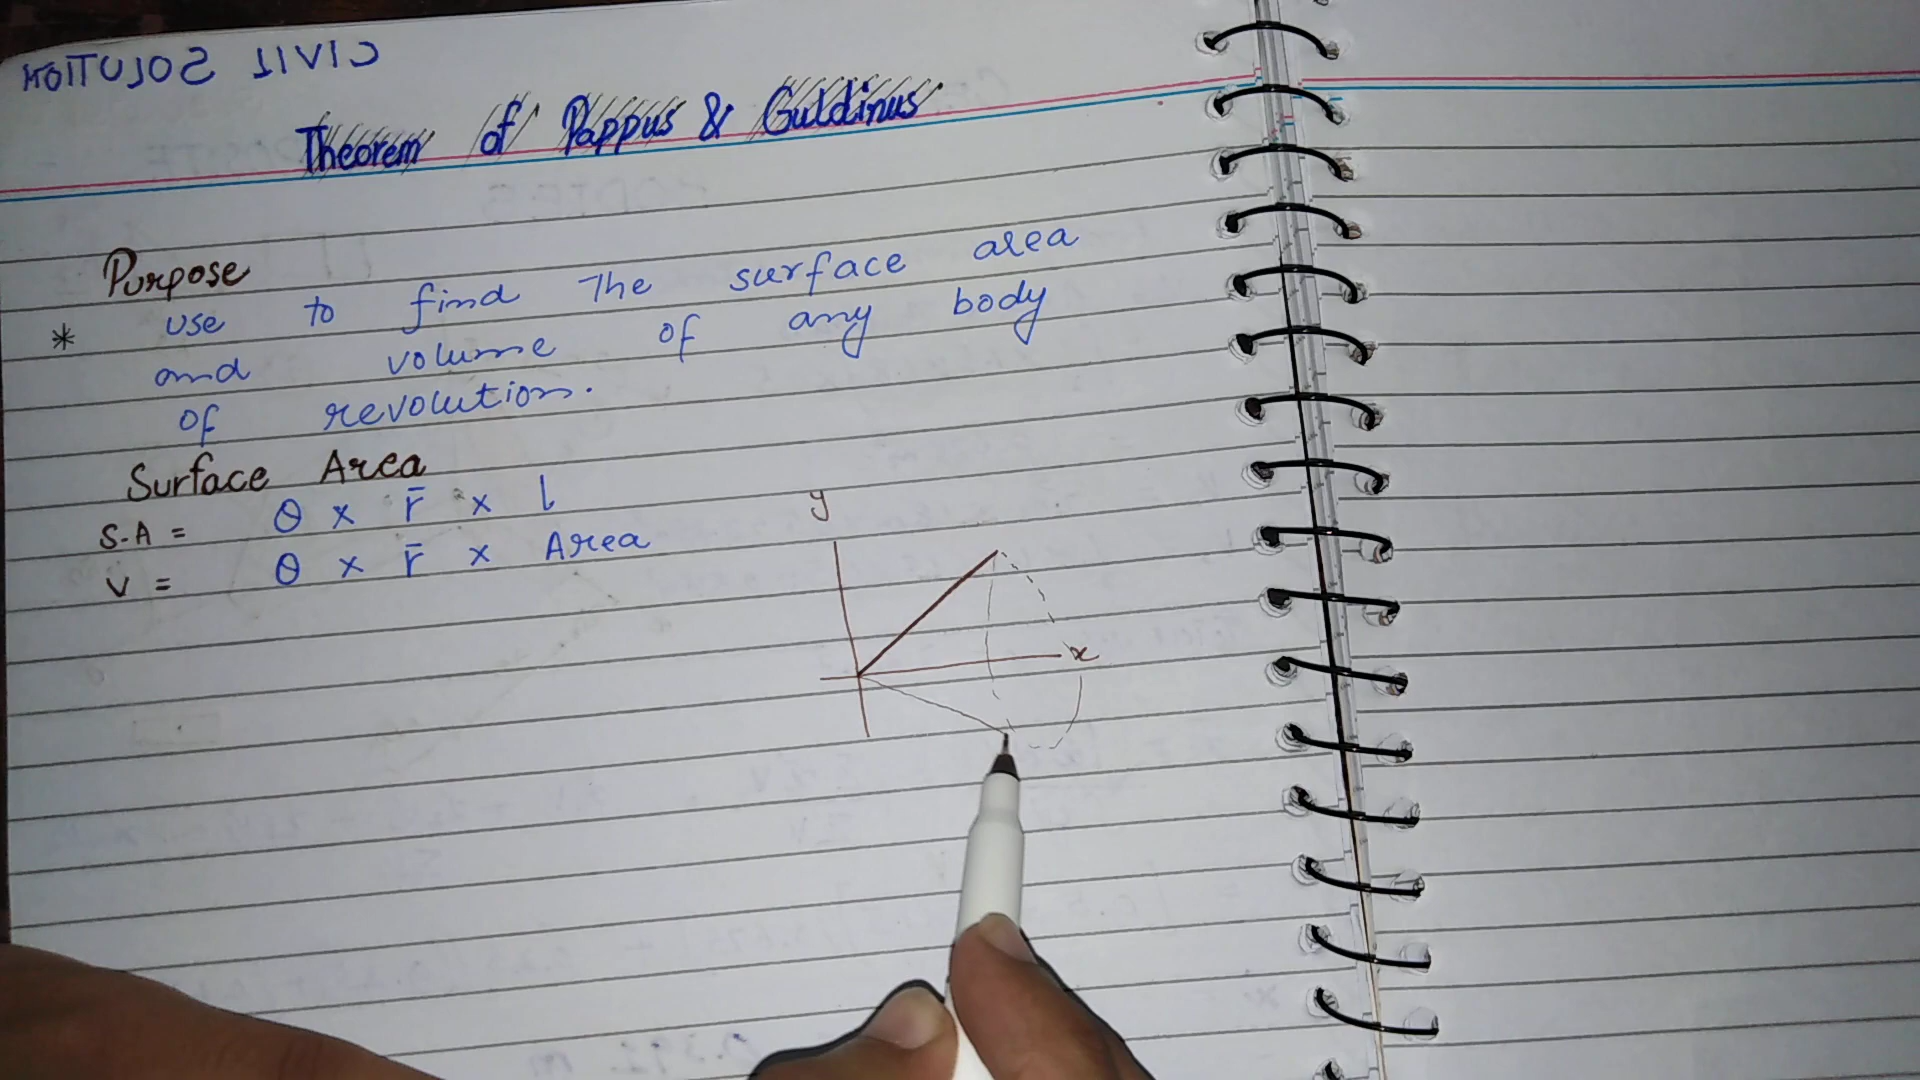 CIVIL SOLUTION
Theorem of Pappus & Guldinus
Purpose
* use to find the surface area
and volume of any body
of revolution.
Surface Area
S.A = θ x r̄ x l
V = θ x r̄ x Area
y
x